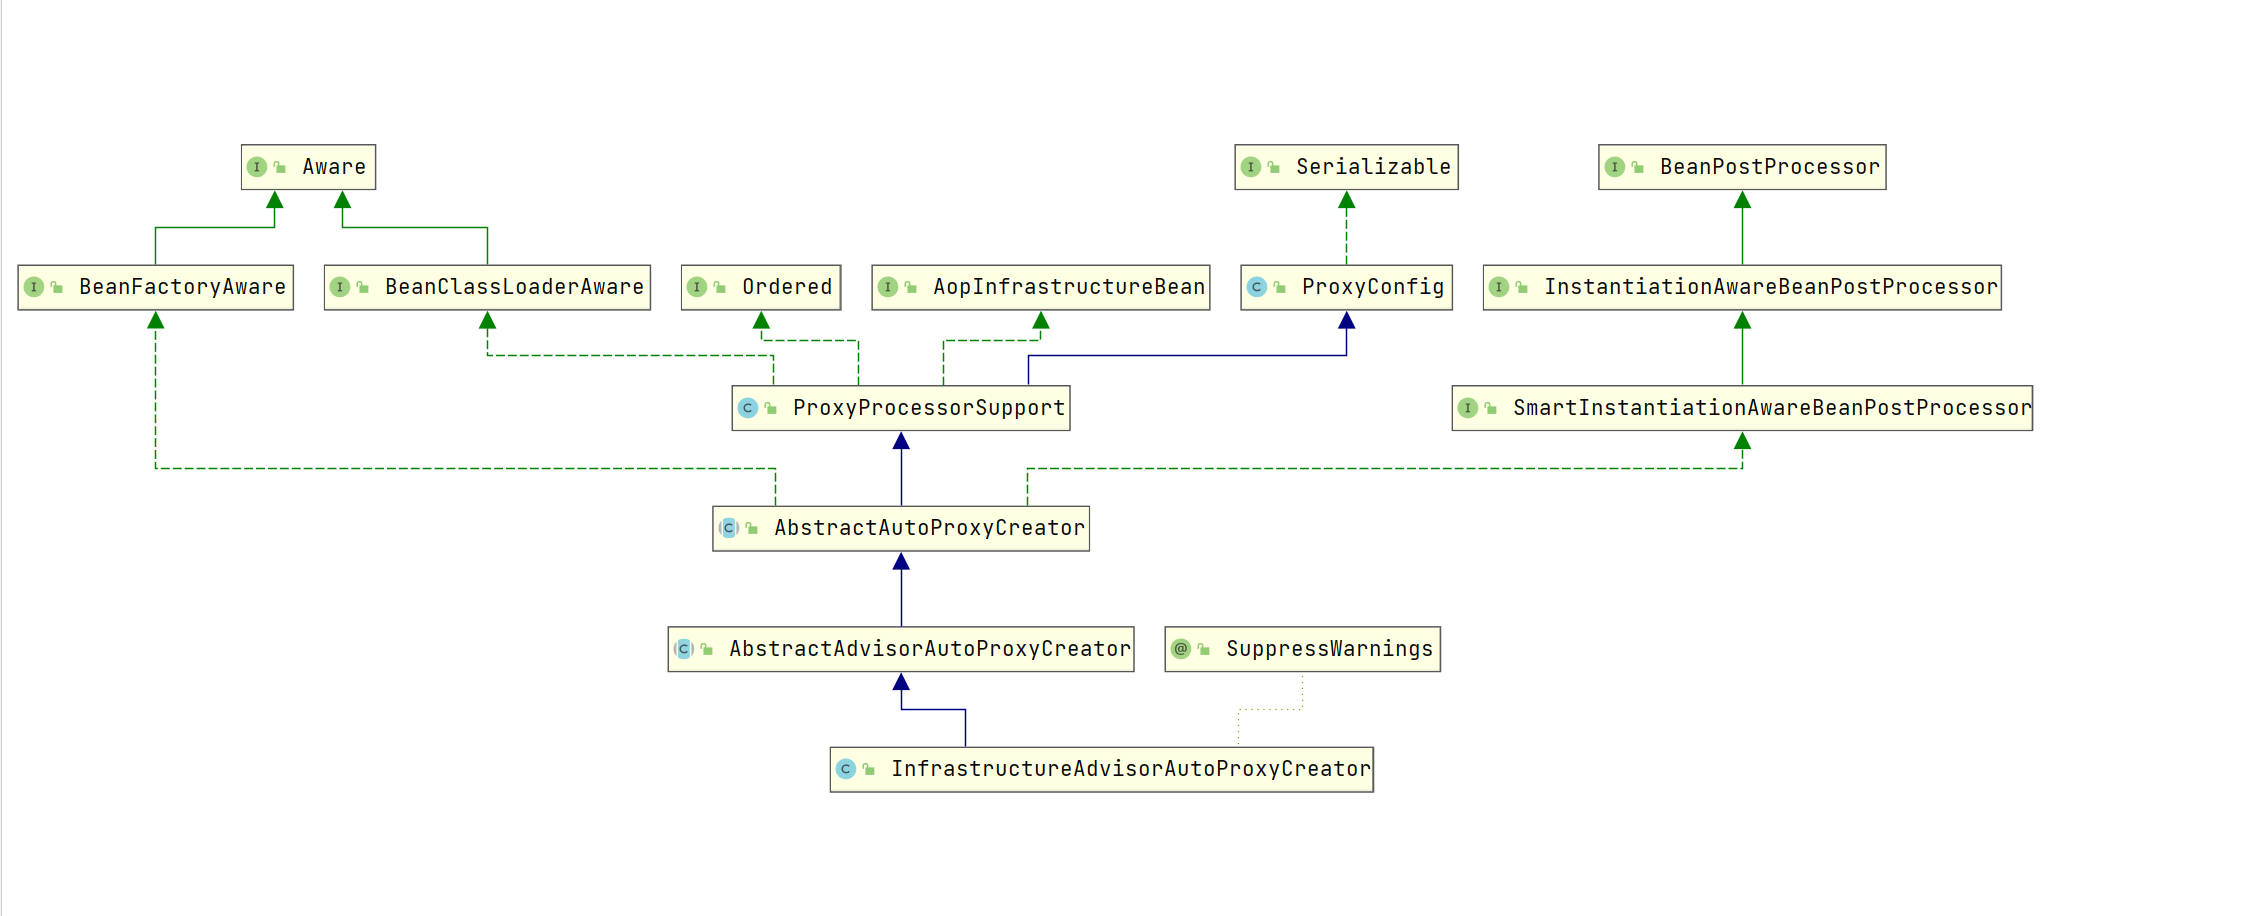 Aware
Serializable
BeanPostProcessor
BeanFactoryAware
BeanClassLoaderAware
Ordered
AopInfrastructureBean
ProxyConfig
InstantiationAwareBeanPostProcessor
ProxyProcessorSupport
SmartInstantiationAwareBeanPostProcessor
AbstractAutoProxyCreator
AbstractAdvisorAutoProxyCreator
SuppressWarnings
InfrastructureAdvisorAutoProxyCreator